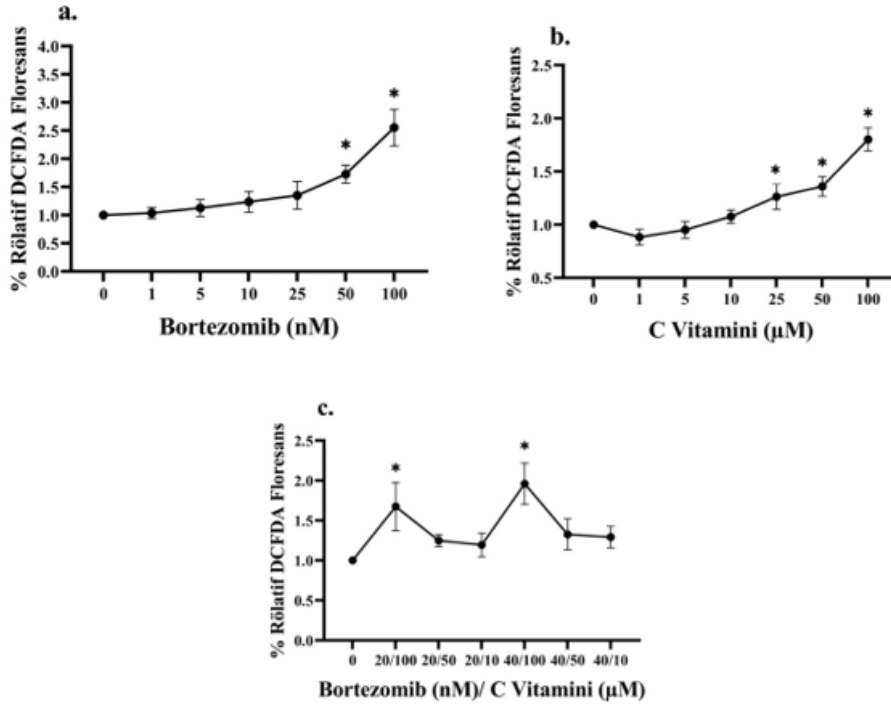 a.
% Rölatif DCFDA Floresans
4.0
3.5
3.0
2.5
2.0
1.5
1.0
0.5
0.0
* *
0 1 5 10 25 50 100
Bortezomib (nM)
b.
% Rölatif DCFDA Floresans
2.5
2.0
1.5
1.0
0.5
* * *
0 1 5 10 25 50 100
C Vitamini (µM)
c.
% Rölatif DCFDA Floresans
2.5
2.0
1.5
1.0
0.5
0.0
* *
0 20/100 20/50 20/10 40/100 40/50 40/10
Bortezomib (nM)/ C Vitamini (µM)